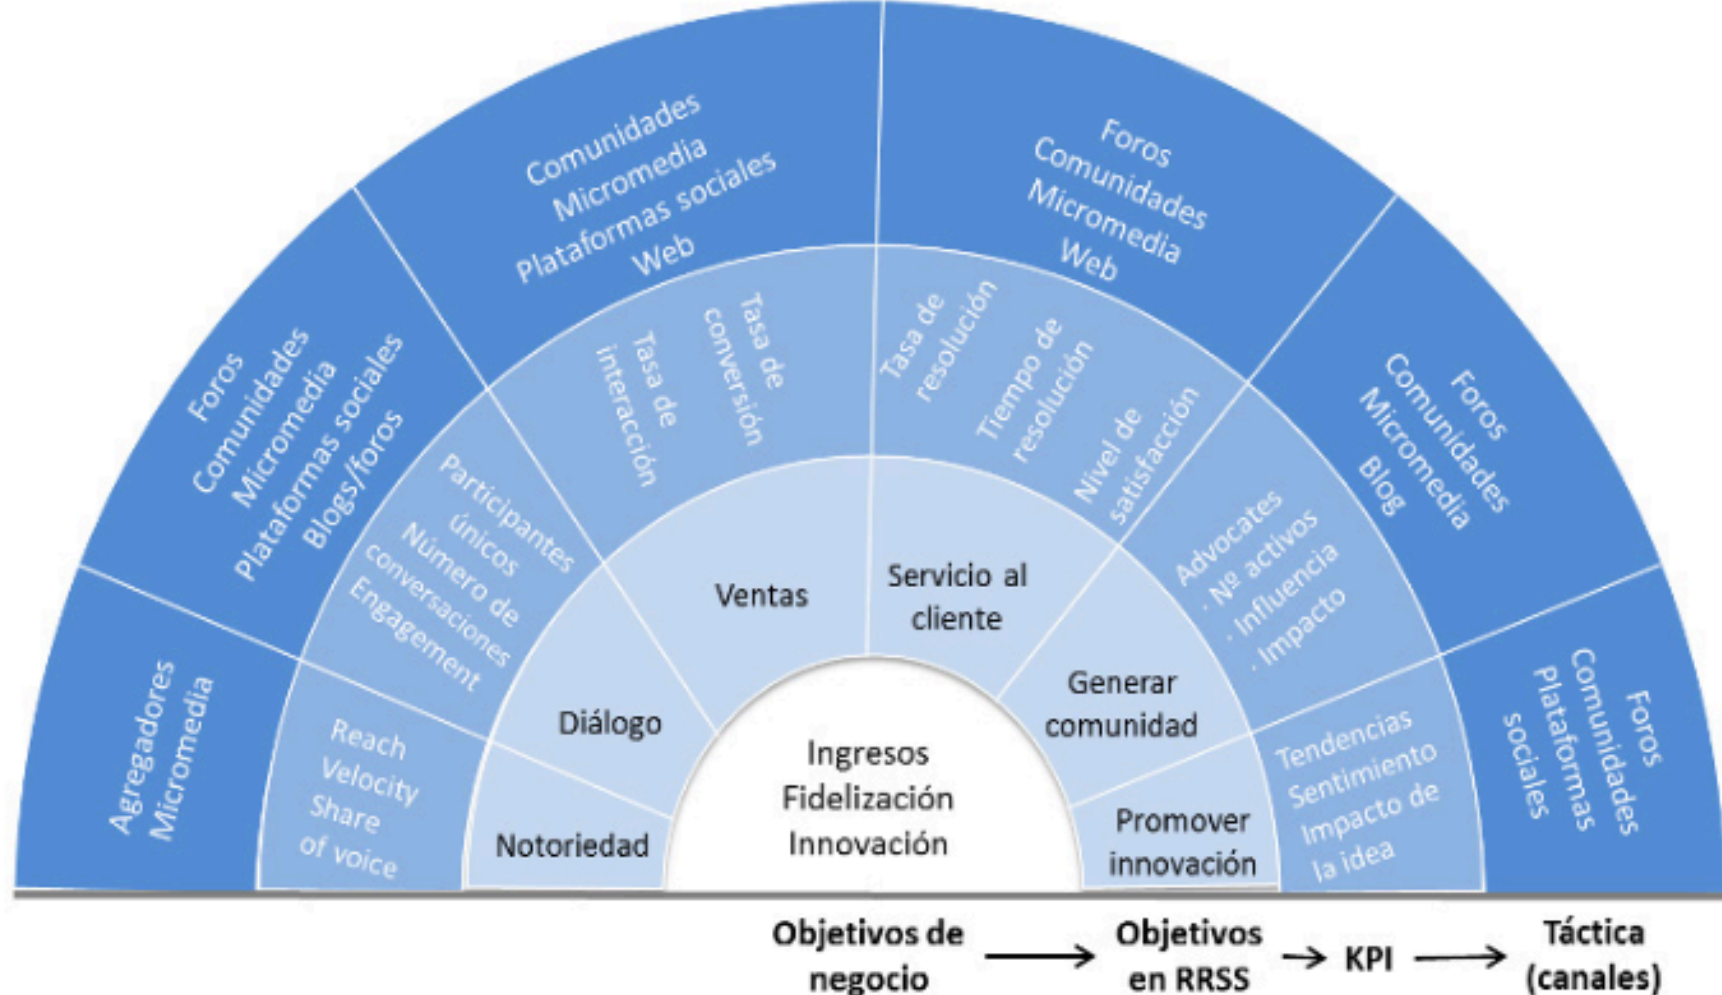 Agregadores
Micromedia
Foros
Comunidades
Micromedia
Plataformas sociales
Blogs/foros
Comunidades
Micromedia
Plataformas sociales
Web
Foros
Comunidades
Micromedia
Web
Foros
Comunidades
Micromedia
Blog
Foros
Comunidades
Plataformas
sociales
Reach
Velocity
Share
of voice
Participantes
únicos
Número de
conversaciones
Engagement
Tasa de
interacción
Tasa de
conversión
Tasa de
resolución
Tiempo de
resolución
Nivel de
satisfacción
Advocates
· Nº activos
· Influencia
· Impacto
Tendencias
Sentimiento
Impacto de
la idea
Notoriedad
Diálogo
Ventas
Servicio al
cliente
Generar
comunidad
Promover
innovación
Ingresos
Fidelización
Innovación
Objetivos de
negocio
Objetivos
en RRSS
KPI
Táctica
(canales)